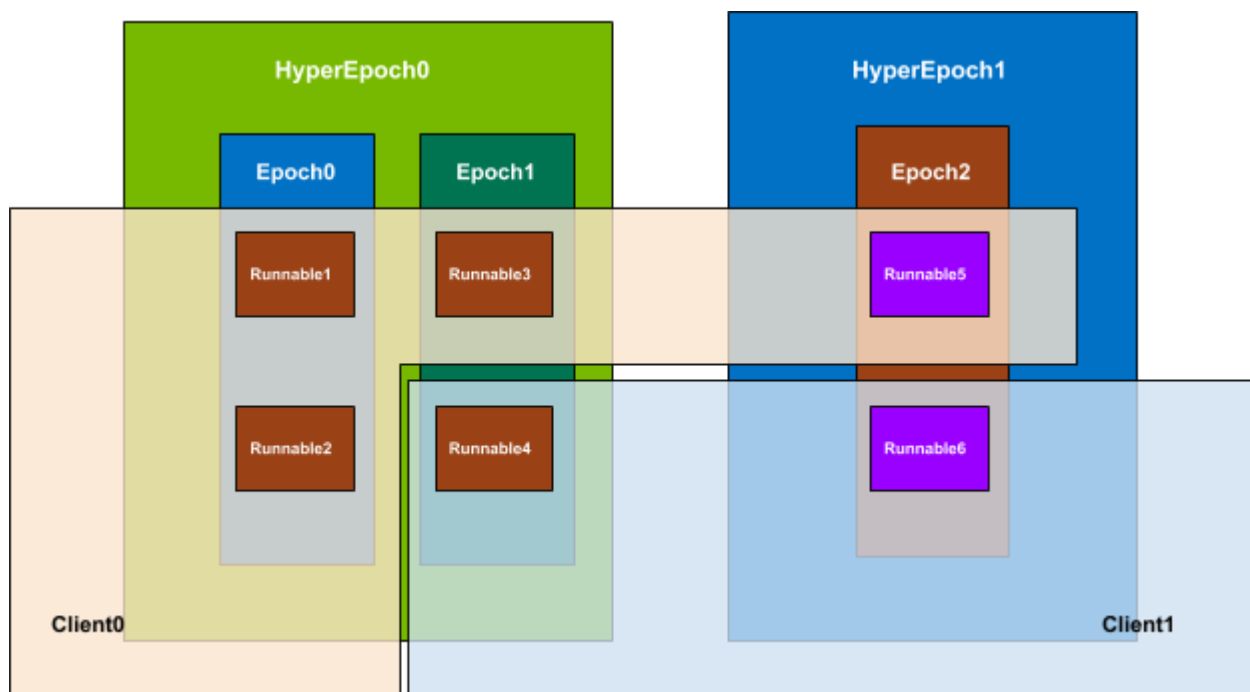 HyperEpoch0
HyperEpoch1
Epoch0
Epoch1
Epoch2
Runnable1
Runnable3
Runnable5
Runnable2
Runnable4
Runnable6
Client0
Client1